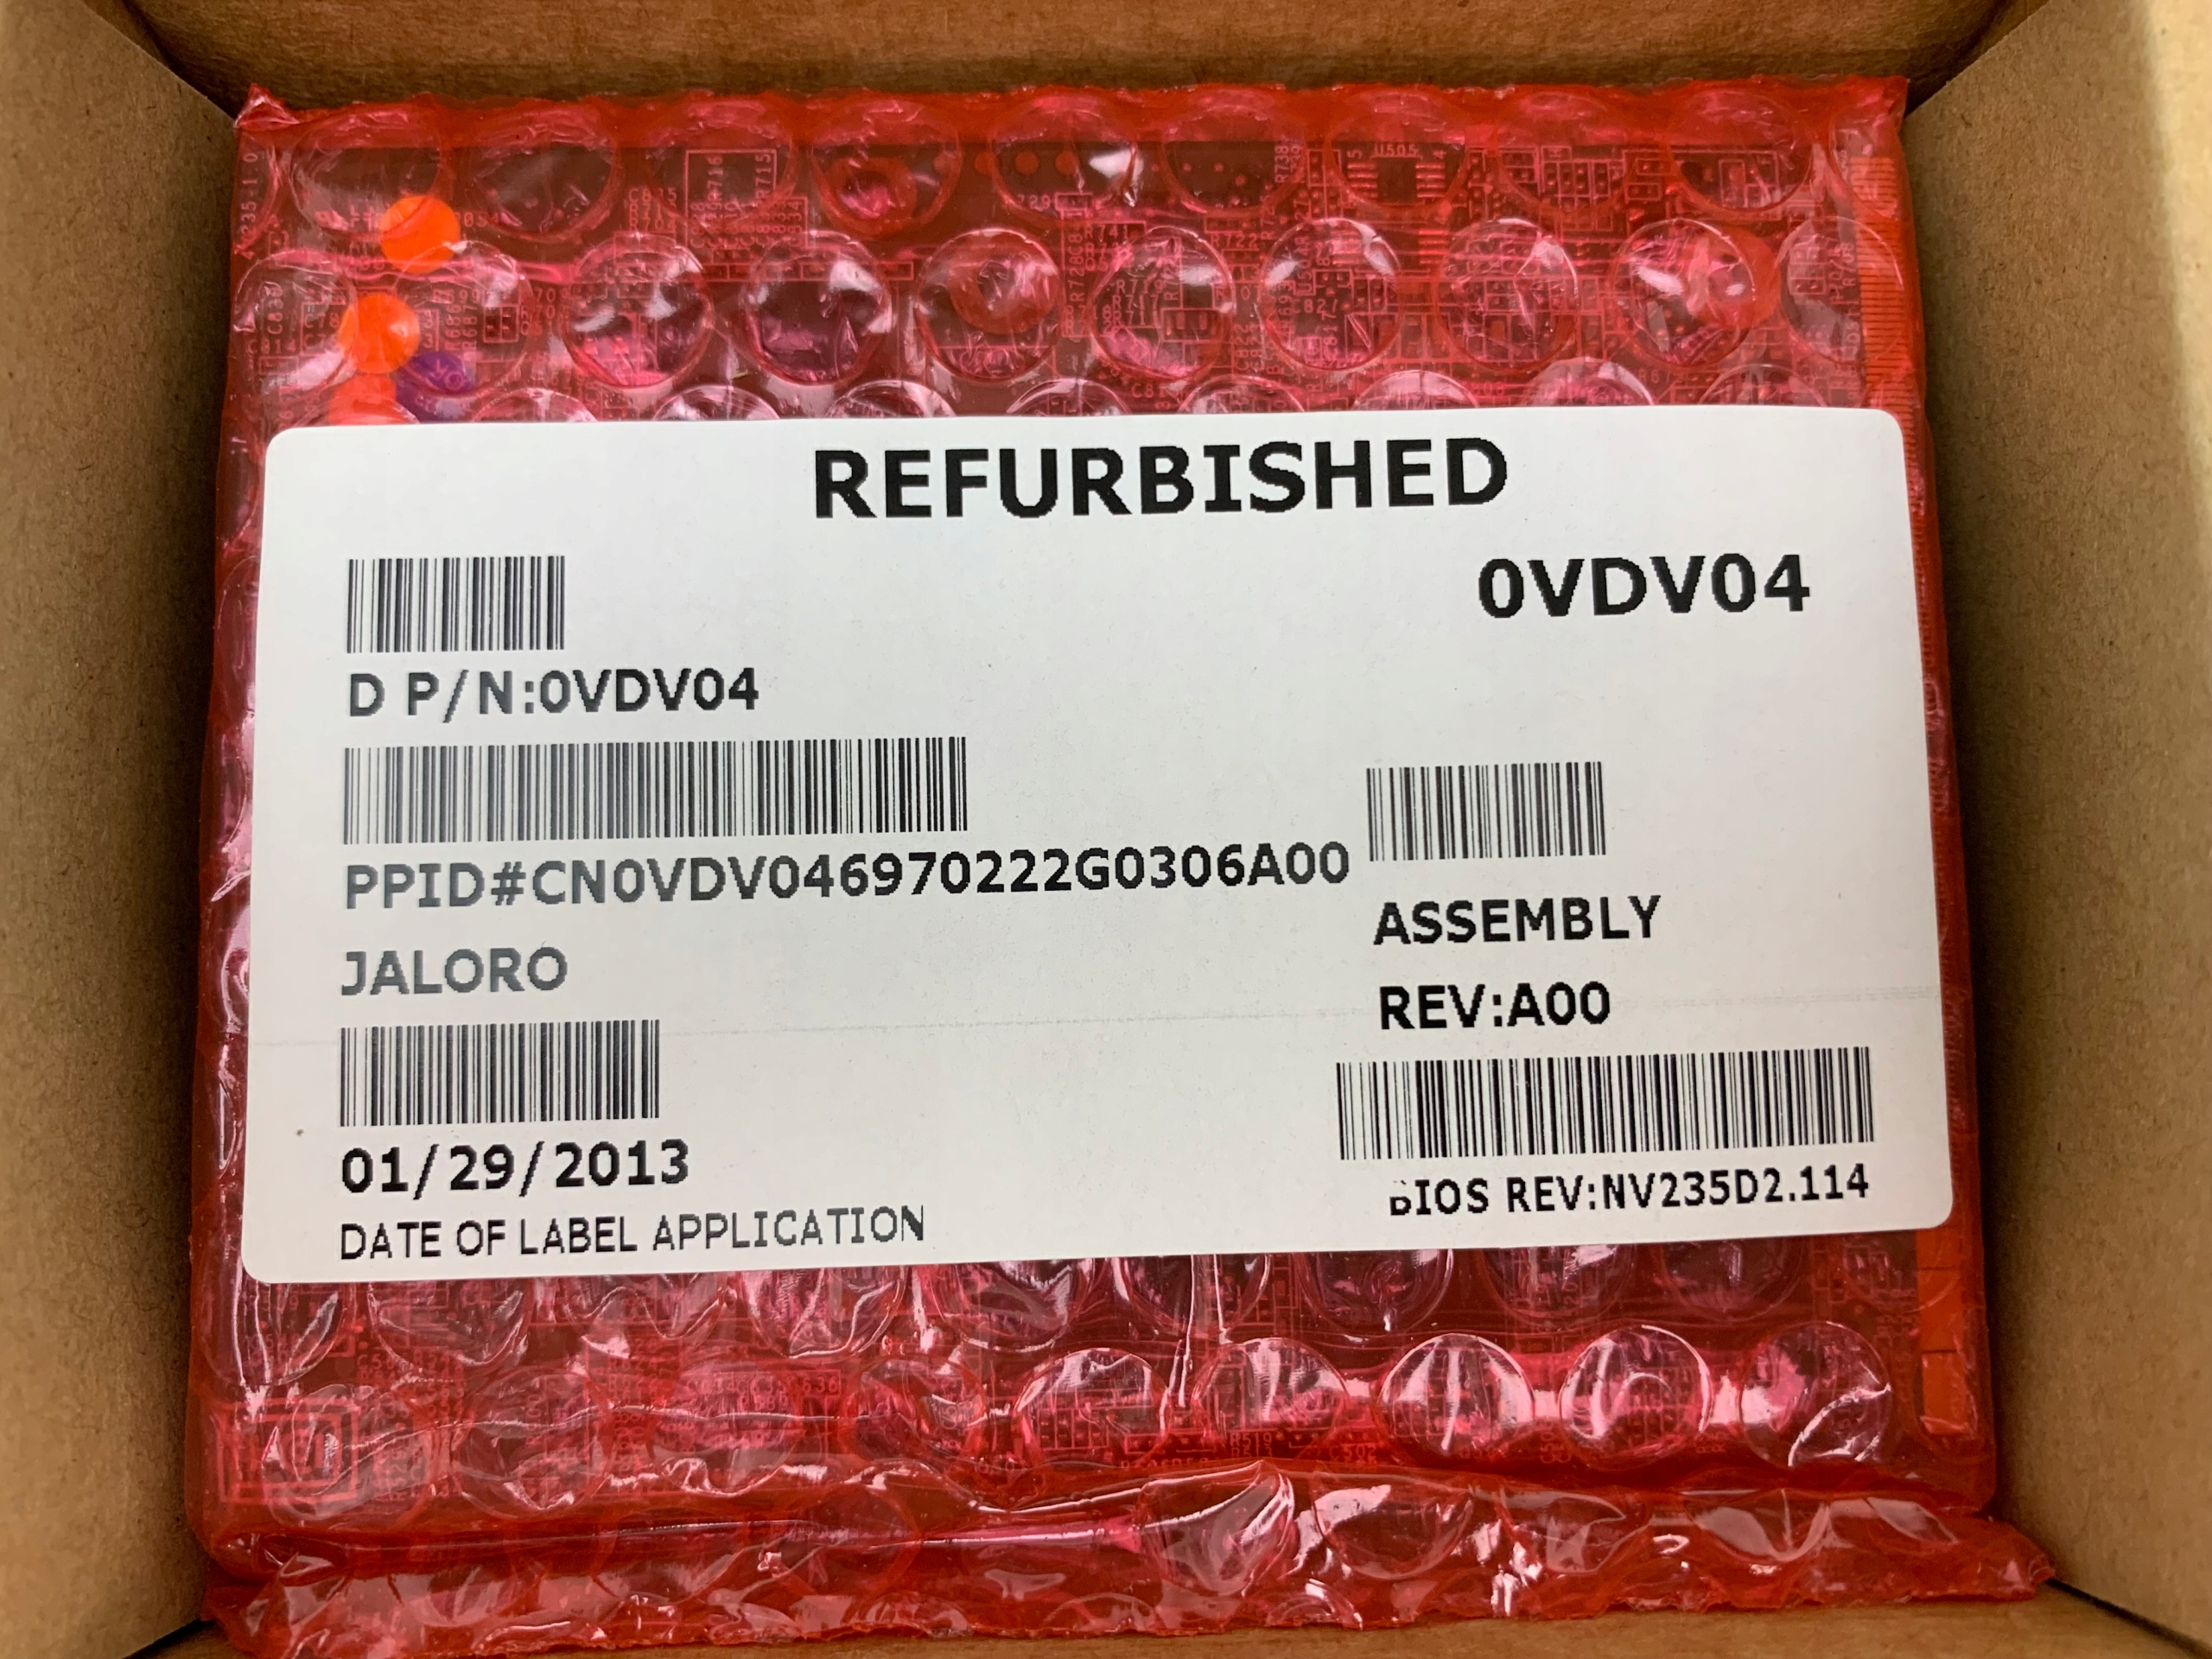 REFURBISHED
0VDV04
D P/N:0VDV04
PPID#CN0VDV046970222G0306A00
ASSEMBLY
JALORO
REV:A00
01/29/2013
BIOS REV:NV235D2.114
DATE OF LABEL APPLICATION
U505